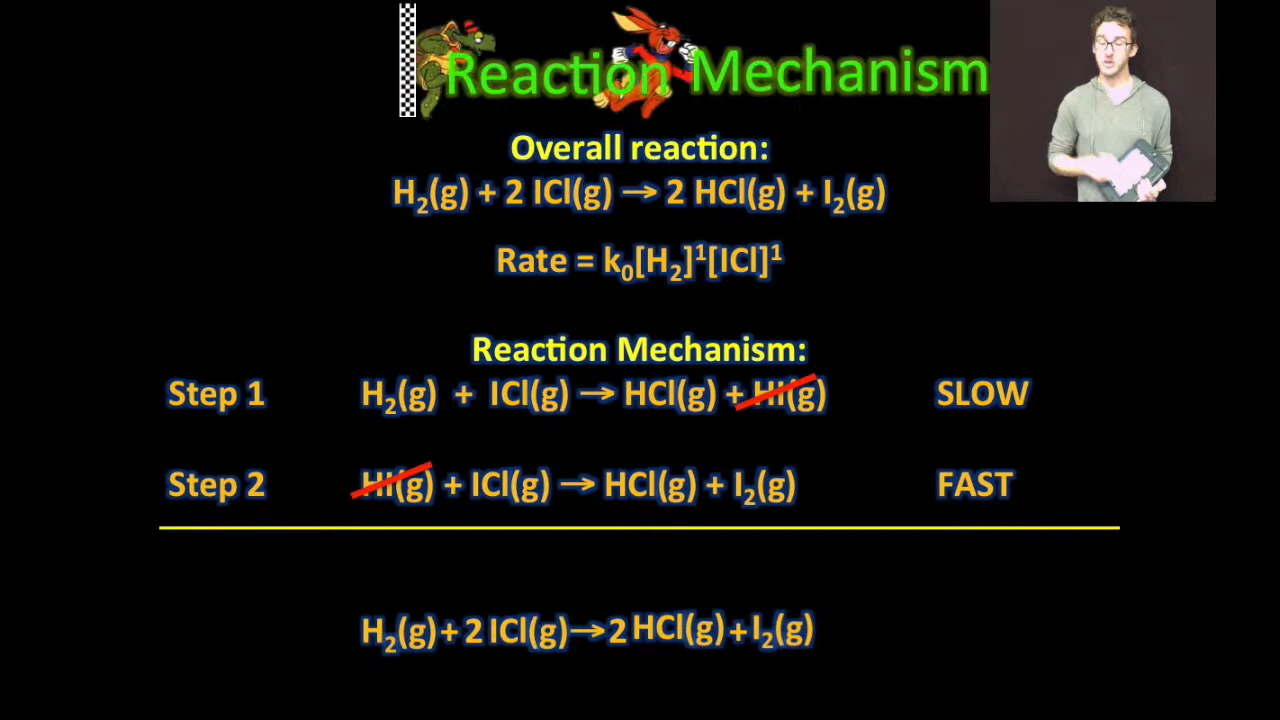 Reaction Mechanism
Overall reaction:
H₂(g) + 2 ICl(g) → 2 HCl(g) + I₂(g)
Rate = k₀[H₂]¹[ICl]¹
Reaction Mechanism:
Step 1 H₂(g) + ICl(g) → HCl(g) + HI(g) SLOW
Step 2 HI(g) + ICl(g) → HCl(g) + I₂(g) FAST
H₂(g) + 2 ICl(g) → 2 HCl(g) + I₂(g)